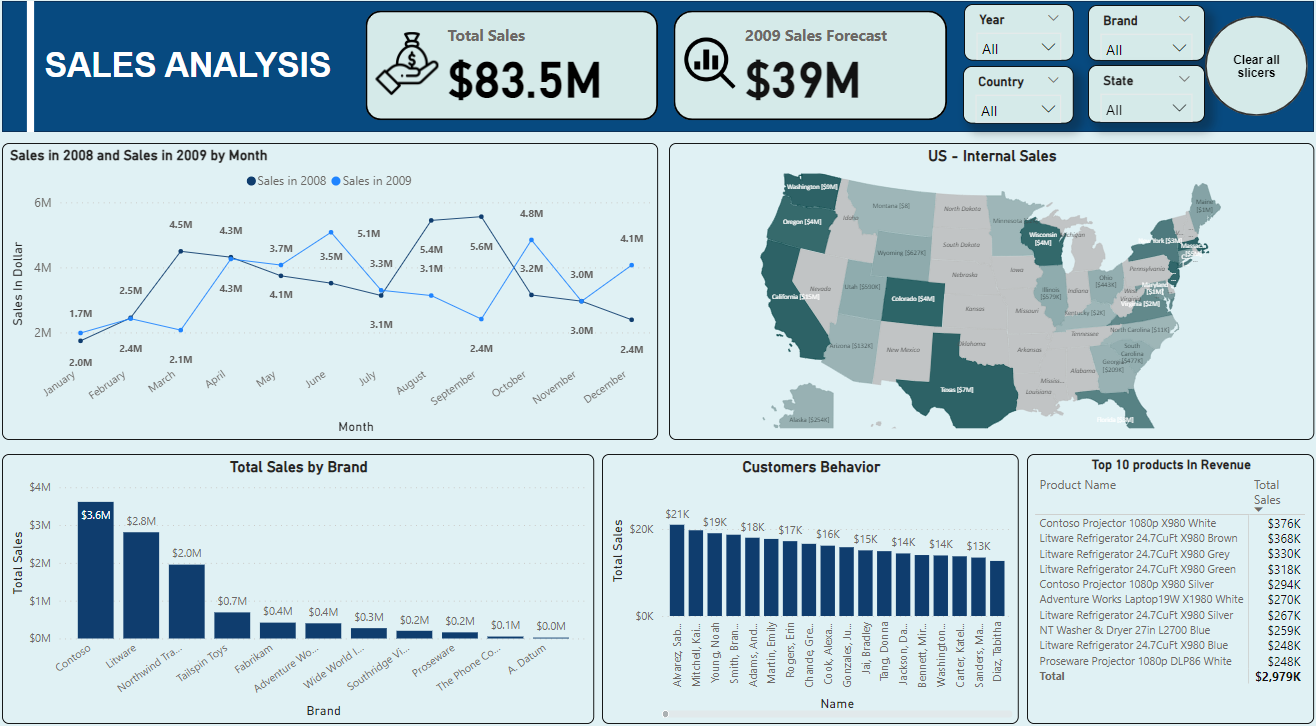 SALES ANALYSIS
Total Sales
$83.5M
2009 Sales Forecast
$39M
Year
All
Brand
All
Country
All
State
All
Clear all
slicers
Sales in 2008 and Sales in 2009 by Month
Sales in 2008 Sales in 2009
Sales In Dollar
6M
4M
2M
1.7M
2.0M
2.5M
2.4M
4.5M
2.1M
4.3M
4.3M
3.7M
4.1M
3.5M
5.1M
3.3M
3.1M
5.4M
3.1M
5.6M
2.4M
4.8M
3.2M
3.0M
3.0M
4.1M
2.4M
January
February
March
April
May
June
July
August
September
October
November
December
Month
US - Internal Sales
Washington [$9M]
Oregon [$4M]
Idaho
Montana [$8]
North Dakota
South Dakota
Minnesota
Wisconsin
[$4M]
Michigan
Maine
[$1M]
Wyoming [$627K]
Nebraska
Iowa
Nevada
Utah [$590K]
Colorado [$4M]
Kansas
Missouri
Illinois
[$579K]
Indiana
Ohio
[$443K]
Pennsylvania
West
Virginia
Maryland
[$1M]
Virginia [$2M]
Kentucky [$2K]
Tennessee
North Carolina [$11K]
South
Carolina
[$477K]
Georgia
[$209K]
Alabama
Mississ...
Louisiana
Arkansas
Oklahoma
Texas [$7M]
New Mexico
Arizona [$132K]
Alaska [$254K]
Total Sales by Brand
Total Sales
$4M
$3M
$2M
$1M
$0M
$3.6M
$2.8M
$2.0M
$0.7M
$0.4M
$0.4M
$0.3M
$0.2M
$0.2M
$0.1M
$0.0M
Contoso
Litware
Northwind Tra...
Tailspin Toys
Fabrikam
Adventure Wo...
Wide World I...
Southridge Vi...
Proseware
The Phone Co...
A. Datum
Brand
Customers Behavior
Total Sales
$20K
$0K
$21K
$19K
$18K
$17K
$16K
$15K
$14K
$14K
$13K
Alvarez, Sab...
Mitchell, Kai...
Young, Noah
Smith, Bran...
Adams, And...
Martin, Emily
Rogers, Erin
Chande, Gre...
Cook, Alexa...
Gonzales, Ju...
Jai, Bradley
Tang, Donna
Jackson, Da...
Bennett, Mir...
Washington...
Carter, Katel...
Sanders, Ma...
Diaz, Tabitha
Name
Top 10 products In Revenue
Product Name Total
Sales
Contoso Projector 1080p X980 White $376K
Litware Refrigerator 24.7CuFt X980 Brown $368K
Litware Refrigerator 24.7CuFt X980 Grey $330K
Litware Refrigerator 24.7CuFt X980 Green $318K
Contoso Projector 1080p X980 Silver $294K
Adventure Works Laptop19W X1980 White $270K
Litware Refrigerator 24.7CuFt X980 Silver $267K
NT Washer & Dryer 27in L2700 Blue $259K
Litware Refrigerator 24.7CuFt X980 Blue $248K
Proseware Projector 1080p DLP86 White $248K
Total $2,979K